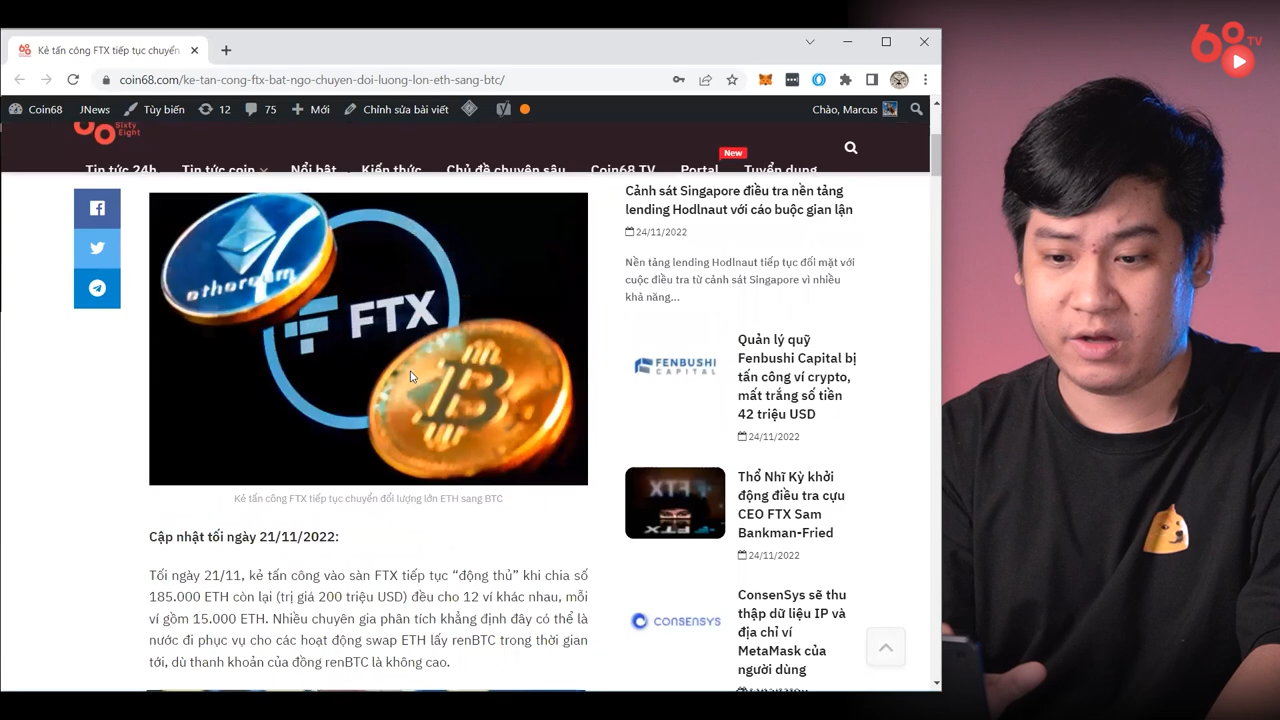 Kẻ tấn công FTX tiếp tục chuyển
coin68.com/ke-tan-cong-ftx-bat-ngo-chuyen-doi-luong-lon-eth-sang-btc/
Coin68 JNews Tùy biến 12 75 Mới Chỉnh sửa bài viết Chào, Marcus
Sixty Eight
New
Tin tức 24h Tin tức coin Nổi bật Kiến thức Chủ đề chuyên sâu Coin68 TV Portal Tuyển dụng
ethereum
FTX
Kẻ tấn công FTX tiếp tục chuyển đổi lượng lớn ETH sang BTC
Cập nhật tối ngày 21/11/2022:
Tối ngày 21/11, kẻ tấn công vào sàn FTX tiếp tục “động thủ” khi chia số
185.000 ETH còn lại (trị giá 200 triệu USD) đều cho 12 ví khác nhau, mỗi
ví gồm 15.000 ETH. Nhiều chuyên gia phân tích khẳng định đây có thể là
nước đi phục vụ cho các hoạt động swap ETH lấy renBTC trong thời gian
tới, dù thanh khoản của đồng renBTC là không cao.
Cảnh sát Singapore điều tra nền tảng
lending Hodlnaut với cáo buộc gian lận
24/11/2022
Nền tảng lending Hodlnaut tiếp tục đối mặt với
cuộc điều tra từ cảnh sát Singapore vì nhiều
khả năng...
FENBUSHI
CAPITAL
Quản lý quỹ
Fenbushi Capital bị
tấn công ví crypto,
mất trắng số tiền
42 triệu USD
24/11/2022
FTX
Thổ Nhĩ Kỳ khởi
động điều tra cựu
CEO FTX Sam
Bankman-Fried
24/11/2022
CONSENSYS
ConsenSys sẽ thu
thập dữ liệu IP và
địa chỉ ví
MetaMask của
người dùng
68 TV